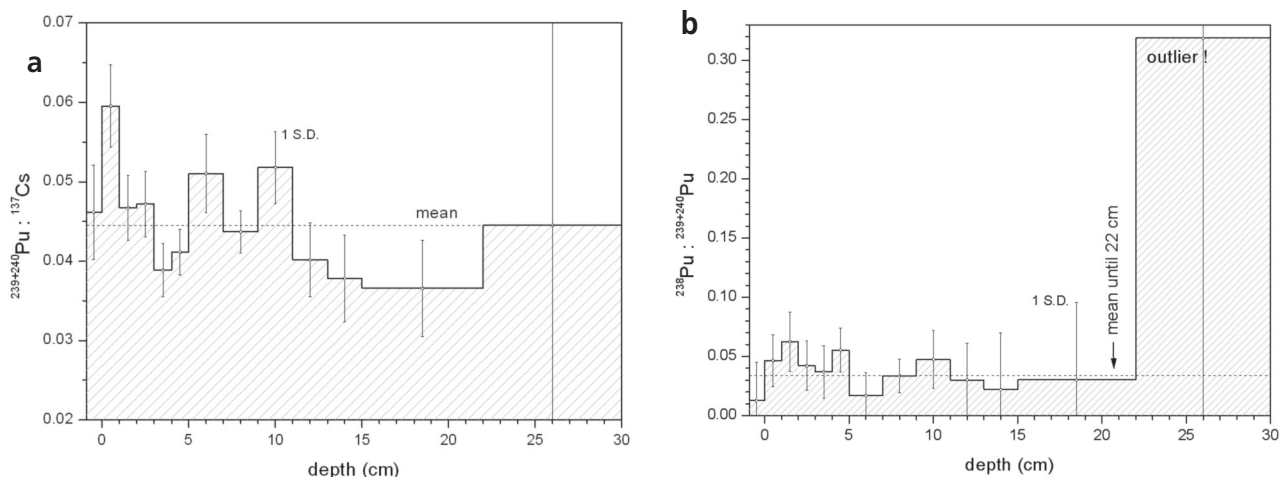 a
0.07
0.06
0.05
0.04
0.03
0.02
²³⁹⁺²⁴⁰Pu : ¹³⁷Cs
1 S.D.
mean
0 5 10 15 20 25 30
depth (cm)
b
0.30
0.25
0.20
0.15
0.10
0.05
0.00
²³⁸Pu : ²³⁹⁺²⁴⁰Pu
outlier !
1 S.D.
mean until 22 cm
0 5 10 15 20 25 30
depth (cm)